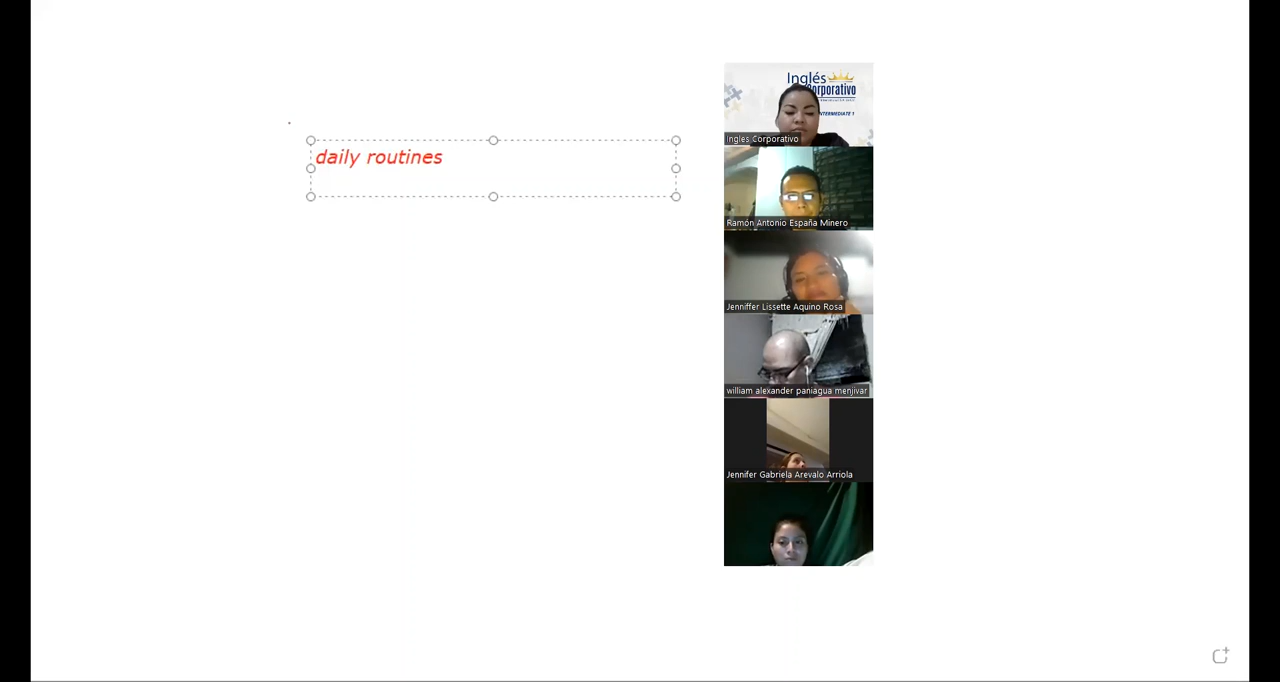 daily routines
Inglés
Corporativo
INTERMEDIATE 1
Inglés Corporativo
Ramón Antonio España Minero
Jenniffer Lissette Aquino Rosa
william alexander paniagua menjivar
Jennifer Gabriela Arevalo Arriola